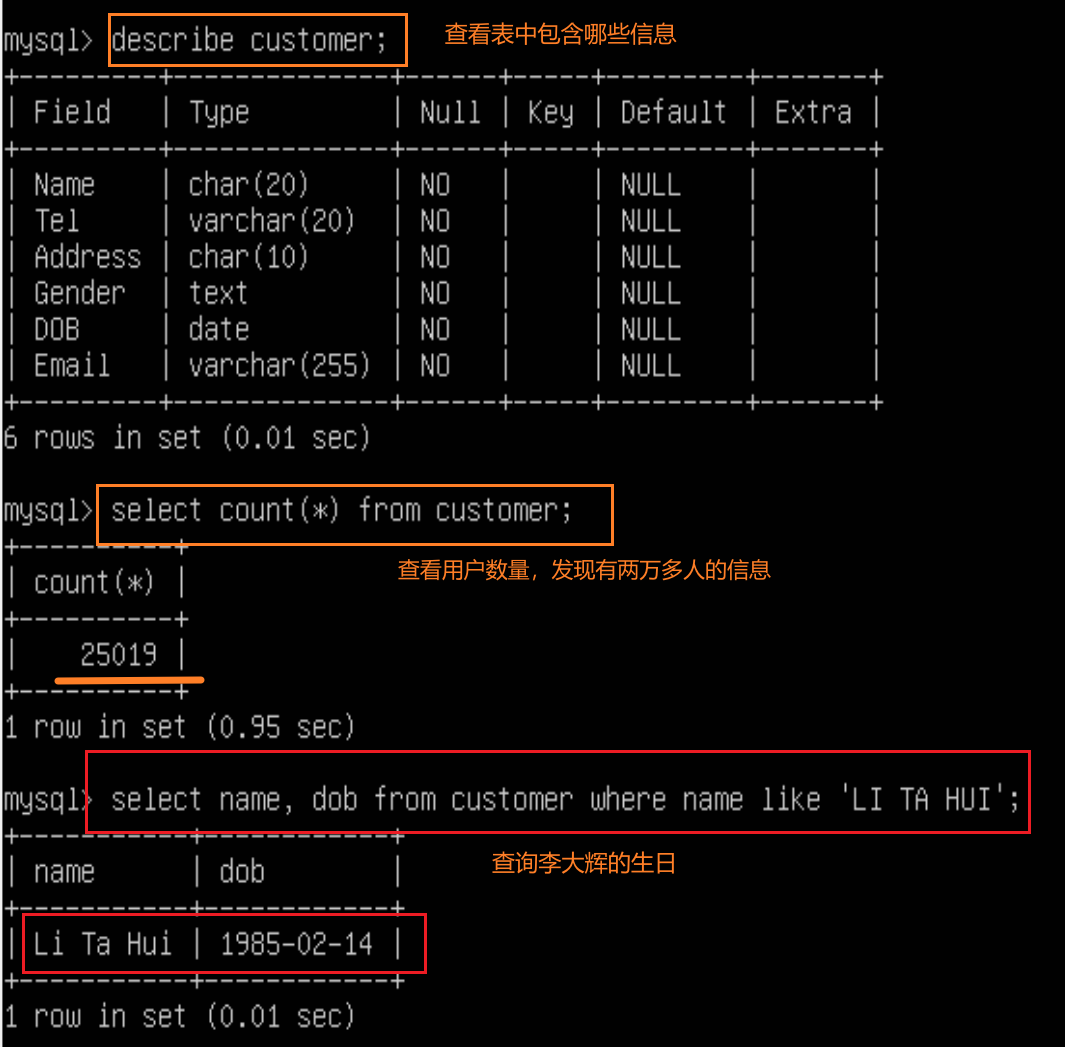 mysql> describe customer; 查看表中包含哪些信息
+---------+--------------+------+-----+---------+-------+
| Field | Type | Null | Key | Default | Extra |
+---------+--------------+------+-----+---------+-------+
| Name | char(20) | NO | | NULL | |
| Tel | varchar(20) | NO | | NULL | |
| Address | char(10) | NO | | NULL | |
| Gender | text | NO | | NULL | |
| DOB | date | NO | | NULL | |
| Email | varchar(255) | NO | | NULL | |
+---------+--------------+------+-----+---------+-------+
6 rows in set (0.01 sec)
mysql> select count(*) from customer;
+----------+
查看用户数量，发现有两万多人的信息
| count(*) |
+----------+
| 25019 |
+----------+
1 row in set (0.95 sec)
mysql> select name, dob from customer where name like 'LI TA HUI';
+-----------+------------+
| name | dob |
查询李大辉的生日
+-----------+------------+
| Li Ta Hui | 1985-02-14 |
+-----------+------------+
1 row in set (0.01 sec)